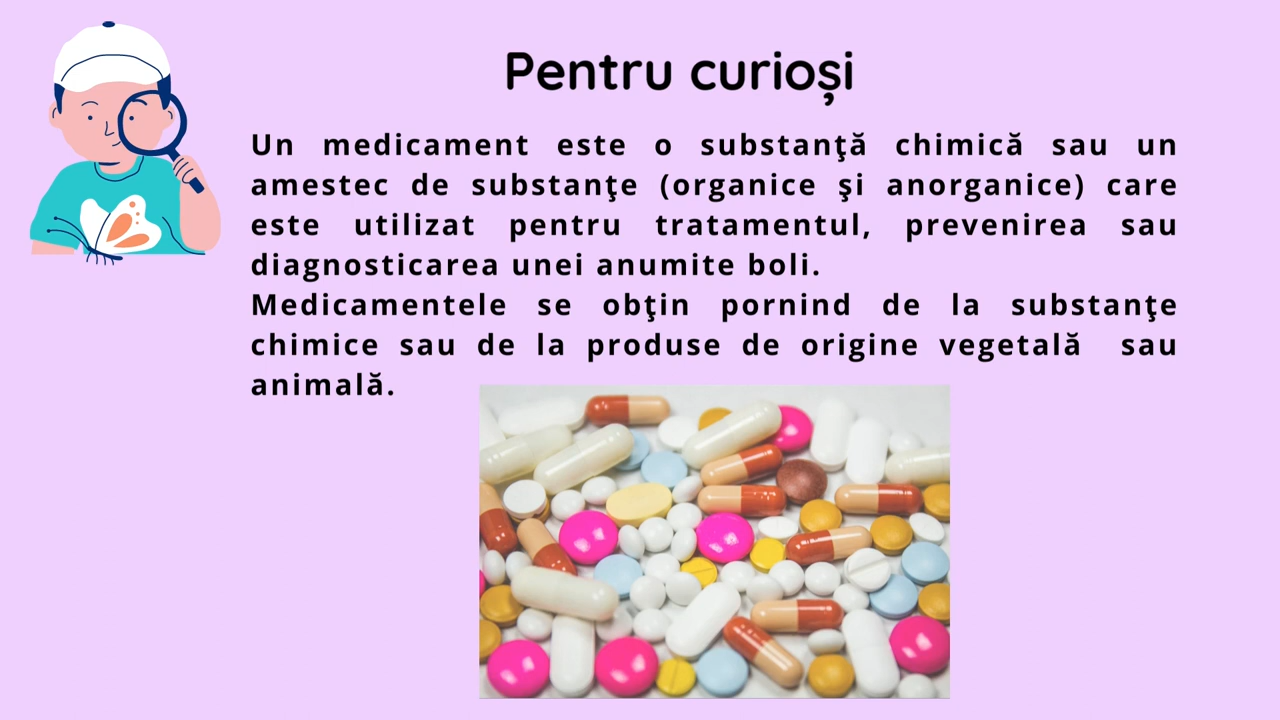 Pentru curioși
Un medicament este o substanţă chimică sau un
amestec de substanţe (organice şi anorganice) care
este utilizat pentru tratamentul, prevenirea sau
diagnosticarea unei anumite boli.
Medicamentele se obţin pornind de la substanţe
chimice sau de la produse de origine vegetală sau
animală.